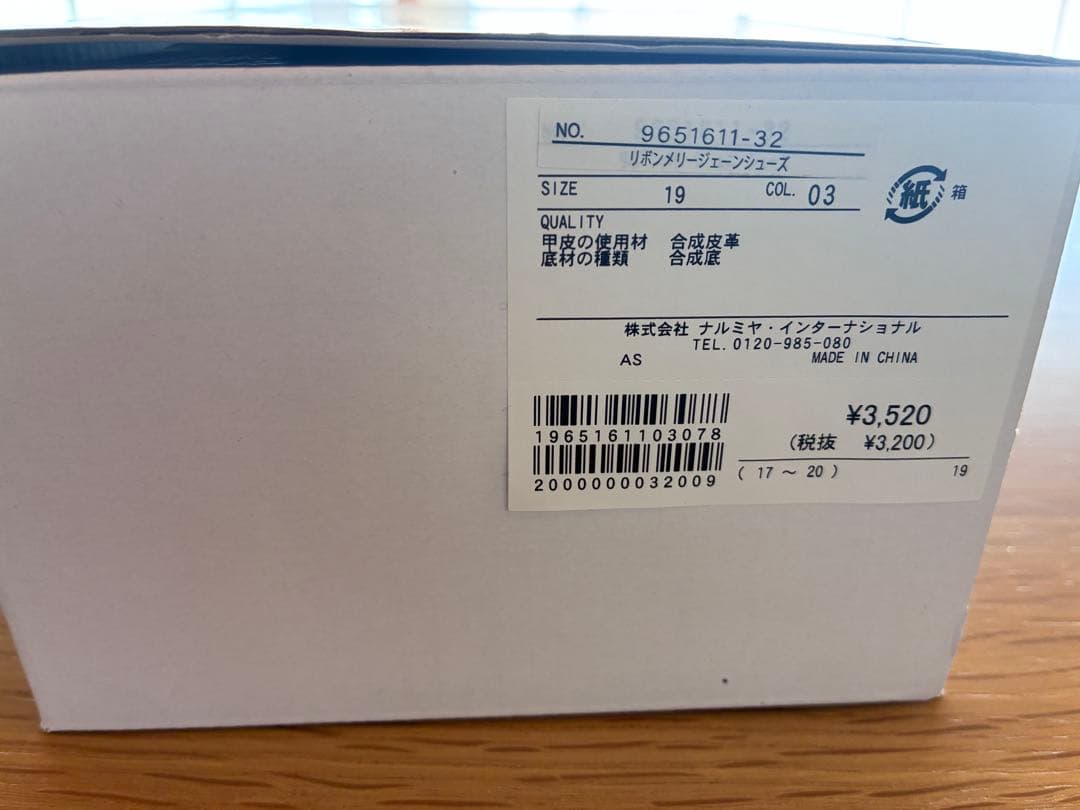 NO. 9651611-32
リボンメリージェーンシューズ
SIZE 19 COL. 03
紙 箱
QUALITY
甲皮の使用材 合成皮革
底材の種類 合成底
株式会社 ナルミヤ・インターナショナル
TEL. 0120-985-080
AS MADE IN CHINA
1965161103078
¥3,520
(税抜 ¥3,200)
2000000032009
( 17 ～ 20 ) 19